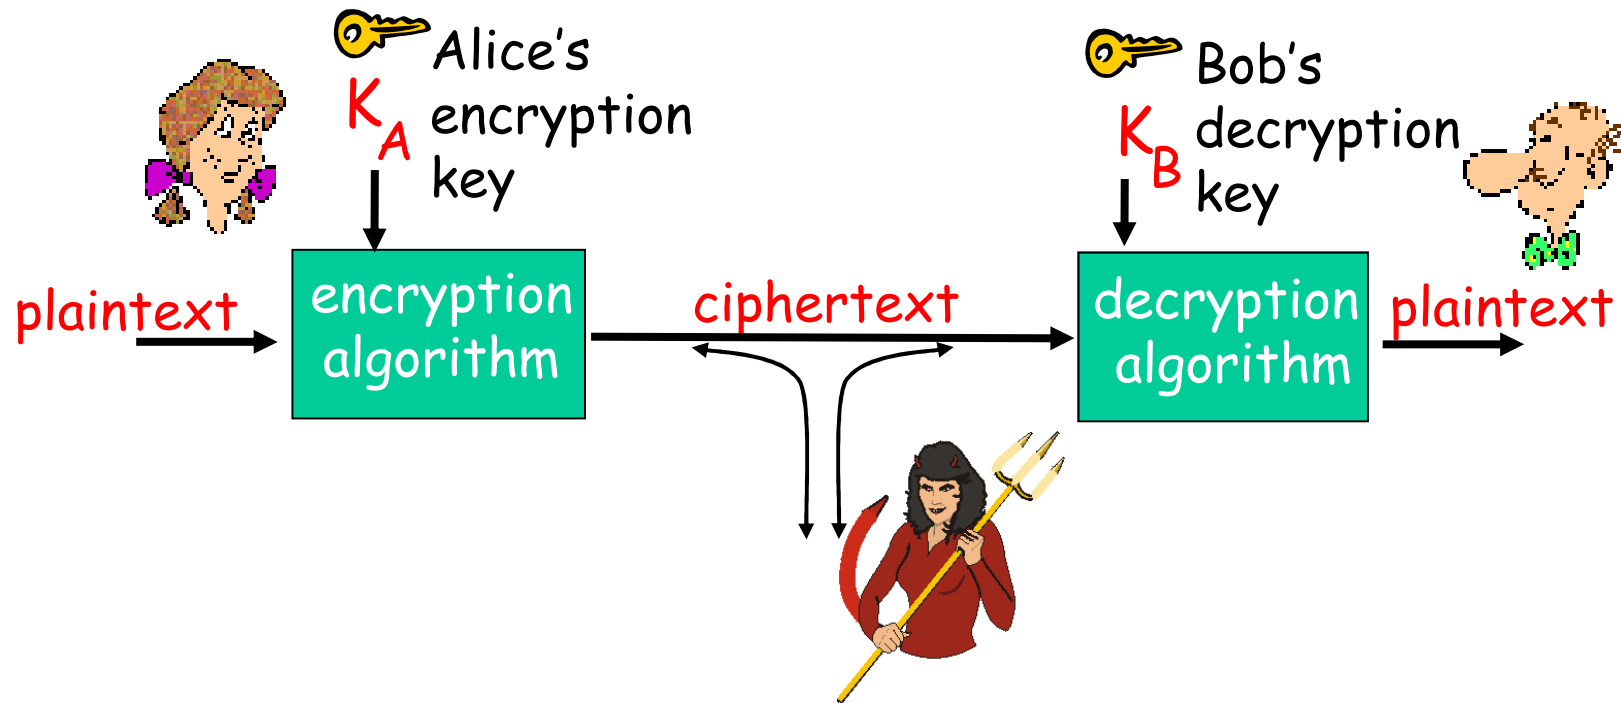 Alice’s
encryption
key
K
A
Bob’s
decryption
key
K
B
plaintext
encryption
algorithm
ciphertext
decryption
algorithm
plaintext